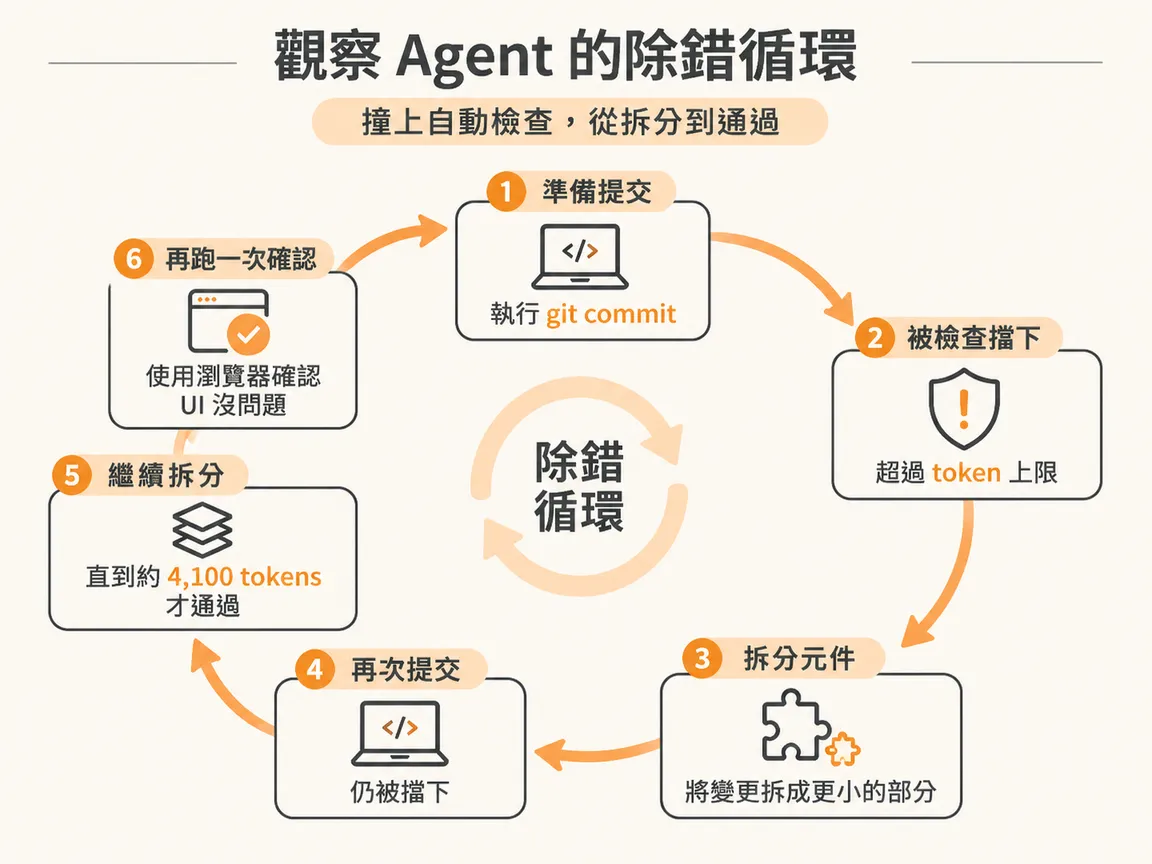 觀察 Agent 的除錯循環
撞上自動檢查，從拆分到通過
1 準備提交
</>
執行 git commit
2 被檢查擋下
!
超過 token 上限
3 拆分元件
將變更拆成更小的部分
4 再次提交
</>
仍被擋下
5 繼續拆分
直到約 4,100 tokens
才通過
6 再跑一次確認
使用瀏覽器確認
UI 沒問題
除錯
循環